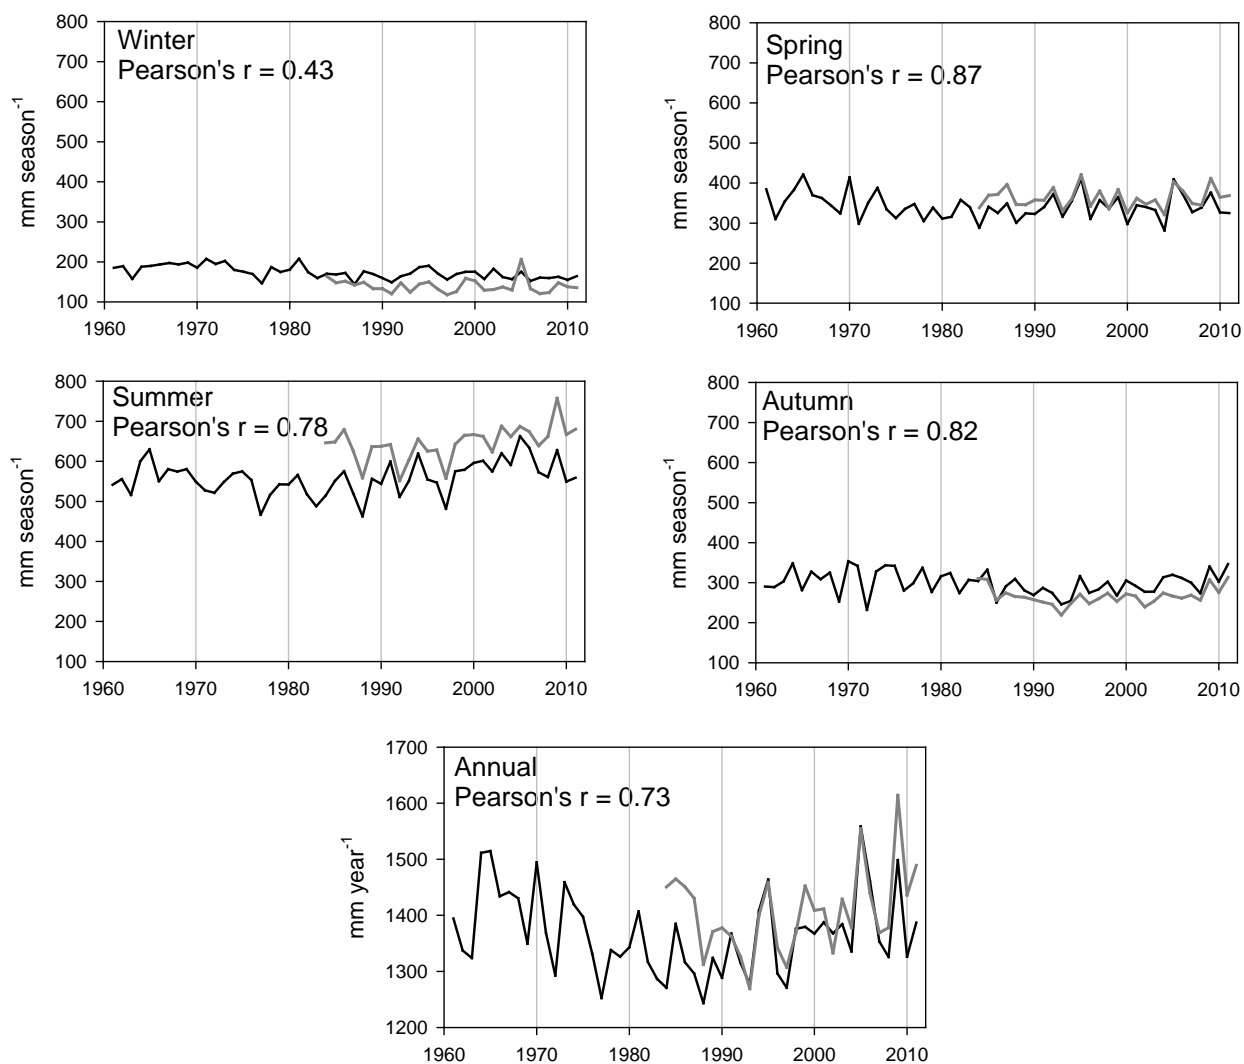 Winter
Pearson's r = 0.43
mm season⁻¹
800
700
600
500
400
300
200
100
1960 1970 1980 1990 2000 2010
Spring
Pearson's r = 0.87
mm season⁻¹
800
700
600
500
400
300
200
100
1960 1970 1980 1990 2000 2010
Summer
Pearson's r = 0.78
mm season⁻¹
800
700
600
500
400
300
200
100
1960 1970 1980 1990 2000 2010
Autumn
Pearson's r = 0.82
mm season⁻¹
800
700
600
500
400
300
200
100
1960 1970 1980 1990 2000 2010
Annual
Pearson's r = 0.73
mm year⁻¹
1700
1600
1500
1400
1300
1200
1960 1970 1980 1990 2000 2010